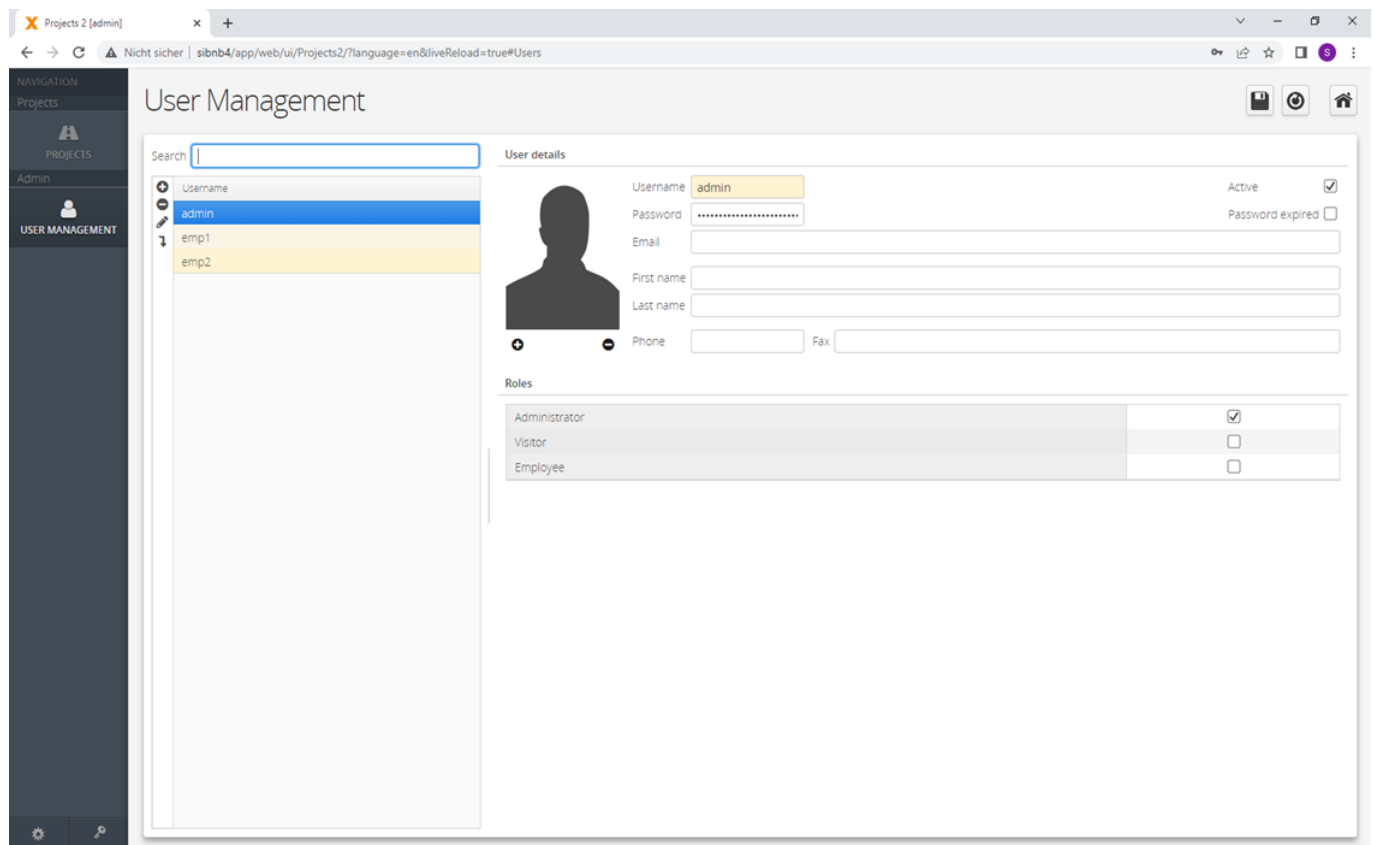 Projects 2 [admin]
Nicht sicher | sibnb4/app/web/ui/Projects2/?language=en&liveReload=true#Users
S
NAVIGATION
Projects
PROJECTS
Admin
USER MANAGEMENT
User Management
Search
Username
admin
emp1
emp2
User details
Username admin Active
Password •••••••••••••••••••••••• Password expired
Email
First name
Last name
Phone Fax
Roles
Administrator
Visitor
Employee